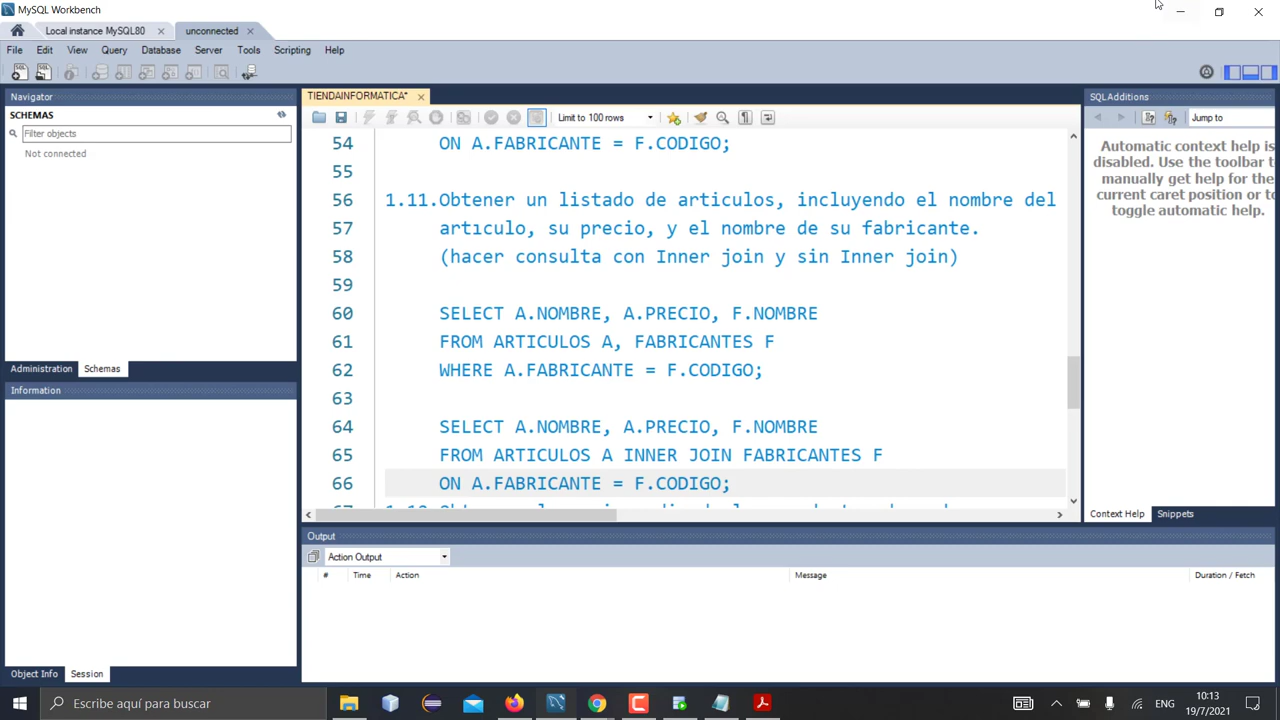 MySQL Workbench
Local instance MySQL80
unconnected
File Edit View Query Database Server Tools Scripting Help
Navigator
SCHEMAS
Filter objects
Not connected
Administration Schemas
Information
Object Info Session
TIENDAINFORMATICA*
Limit to 100 rows
54 ON A.FABRICANTE = F.CODIGO;
55
56 1.11.Obtener un listado de articulos, incluyendo el nombre del
57 artıculo, su precio, y el nombre de su fabricante.
58 (hacer consulta con Inner join y sin Inner join)
59
60 SELECT A.NOMBRE, A.PRECIO, F.NOMBRE
61 FROM ARTICULOS A, FABRICANTES F
62 WHERE A.FABRICANTE = F.CODIGO;
63
64 SELECT A.NOMBRE, A.PRECIO, F.NOMBRE
65 FROM ARTICULOS A INNER JOIN FABRICANTES F
66 ON A.FABRICANTE = F.CODIGO;
Output
Action Output
# Time Action Message Duration / Fetch
SQLAdditions
Jump to
Automatic context help is
disabled. Use the toolbar t
manually get help for the
current caret position or to
toggle automatic help.
Context Help Snippets
Escribe aquí para buscar
ENG
10:13
19/7/2021